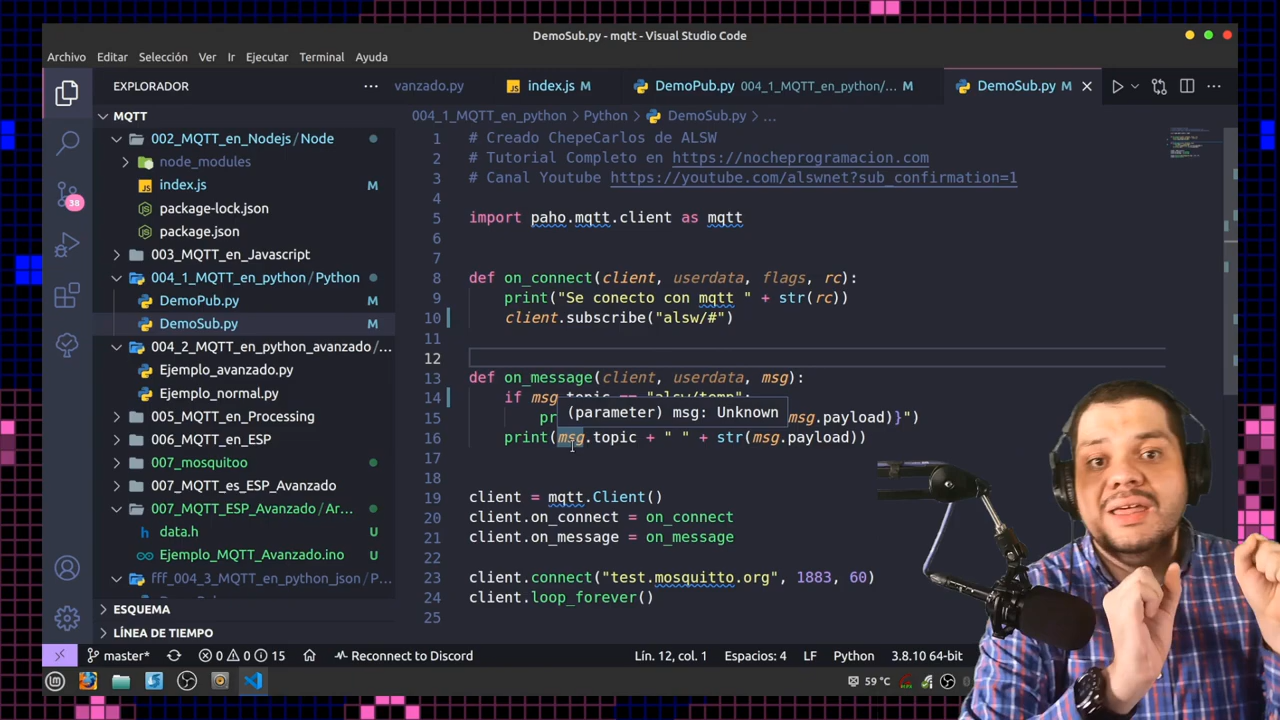 DemoSub.py - mqtt - Visual Studio Code
Archivo Editar Selección Ver Ir Ejecutar Terminal Ayuda
EXPLORADOR
vanzado.py
index.js M
DemoPub.py 004_1_MQTT_en_python/... M
DemoSub.py M
MQTT
002_MQTT_en_Nodejs / Node
node_modules
index.js M
package-lock.json
package.json
003_MQTT_en_Javascript
004_1_MQTT_en_python / Python
DemoPub.py M
DemoSub.py M
004_2_MQTT_en_python_avanzado/...
Ejemplo_avanzado.py
Ejemplo_normal.py
005_MQTT_en_Processing
006_MQTT_en_ESP
007_mosquitoo
007_MQTT_es_ESP_Avanzado
007_MQTT_ESP_Avanzado / Ar...
data.h U
Ejemplo_MQTT_Avanzado.ino U
fff_004_3_MQTT_en_python_json / P...
ESQUEMA
LÍNEA DE TIEMPO
38
004_1_MQTT_en_python > Python > DemoSub.py > ...
1 # Creado ChepeCarlos de ALSW
2 # Tutorial Completo en https://nocheprogramacion.com
3 # Canal Youtube https://youtube.com/alswnet?sub_confirmation=1
4
5 import paho.mqtt.client as mqtt
6
7
8 def on_connect(client, userdata, flags, rc):
9 print("Se conecto con mqtt " + str(rc))
10 client.subscribe("alsw/#")
11
12
13 def on_message(client, userdata, msg):
14 if msg.topic == "alsw/temp":
(parameter) msg: Unknown
15 pr msg.payload)}")
16 print(msg.topic + " " + str(msg.payload))
17
18
19 client = mqtt.Client()
20 client.on_connect = on_connect
21 client.on_message = on_message
22
23 client.connect("test.mosquitto.org", 1883, 60)
24 client.loop_forever()
25
master* 0 0 15 Reconnect to Discord Lín. 12, col. 1 Espacios: 4 LF Python 3.8.10 64-bit
59 °C